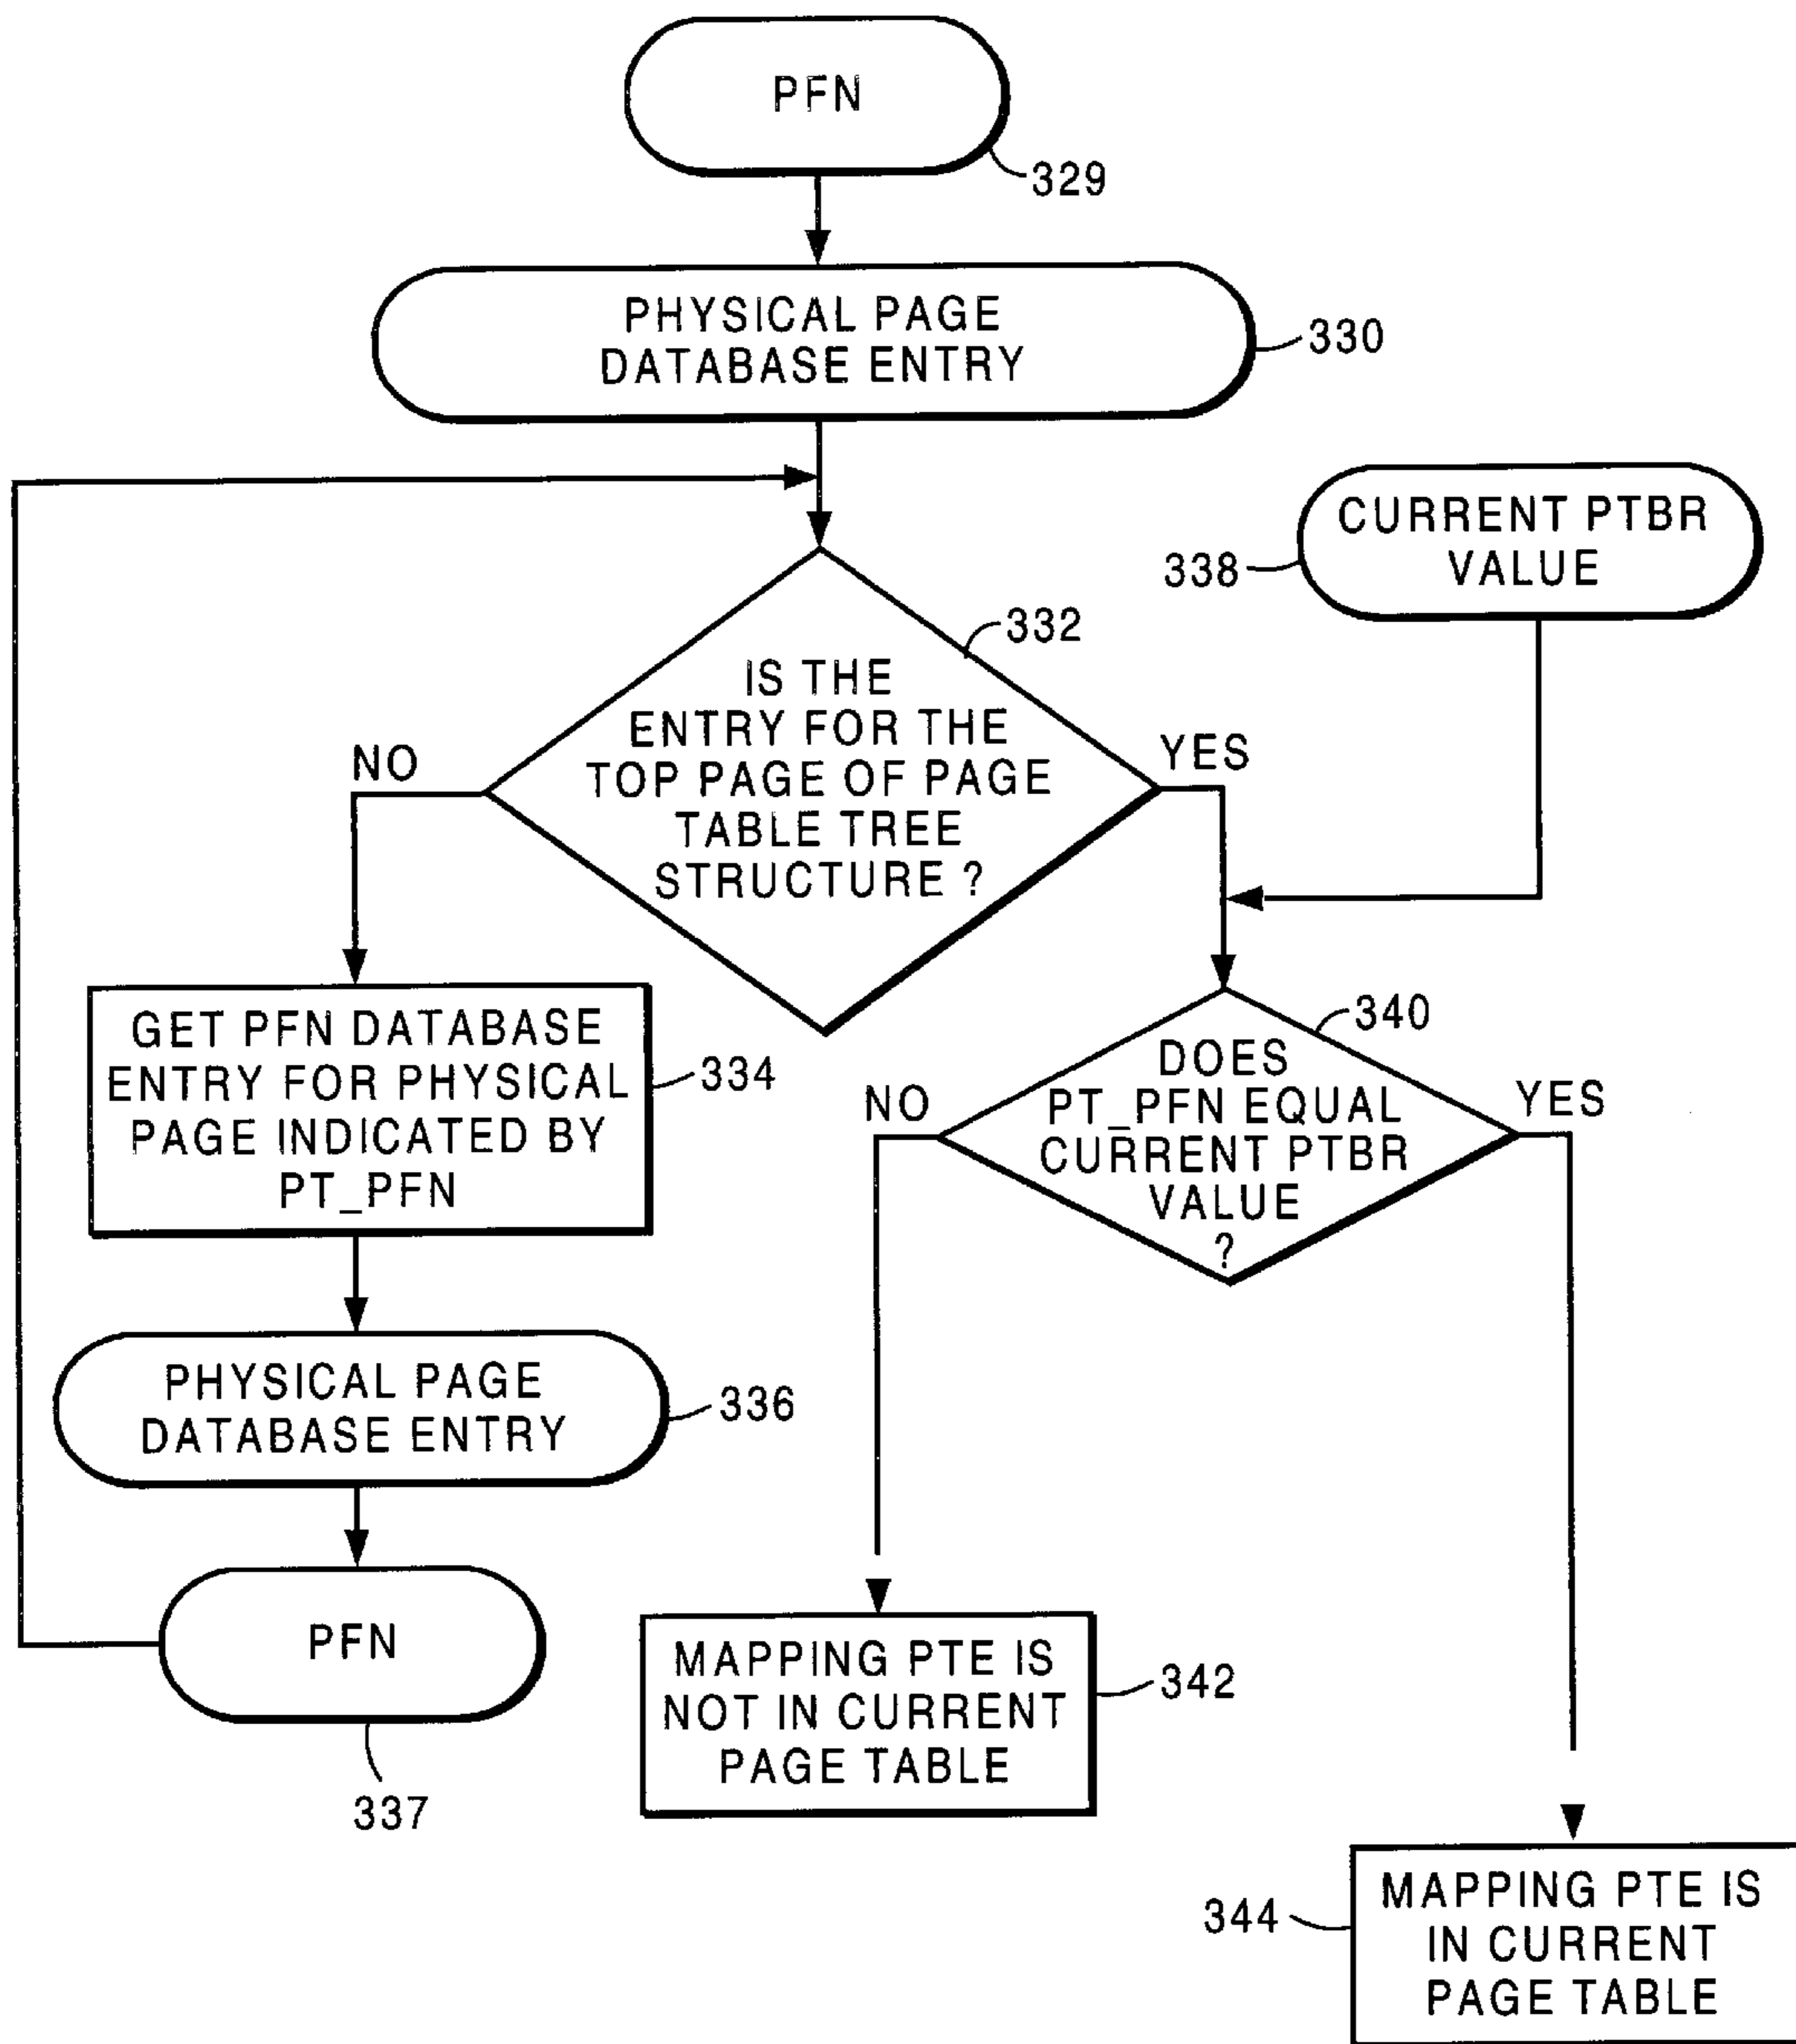 PFN
329
PHYSICAL PAGE
DATABASE ENTRY
330
CURRENT PTBR
VALUE
338
332
IS THE
ENTRY FOR THE
TOP PAGE OF PAGE
TABLE TREE
STRUCTURE ?
NO
YES
GET PFN DATABASE
ENTRY FOR PHYSICAL
PAGE INDICATED BY
PT_PFN
334
340
DOES
PT_PFN EQUAL
CURRENT PTBR
VALUE
?
NO
YES
PHYSICAL PAGE
DATABASE ENTRY
336
PFN
337
MAPPING PTE IS
NOT IN CURRENT
PAGE TABLE
342
344
MAPPING PTE IS
IN CURRENT
PAGE TABLE